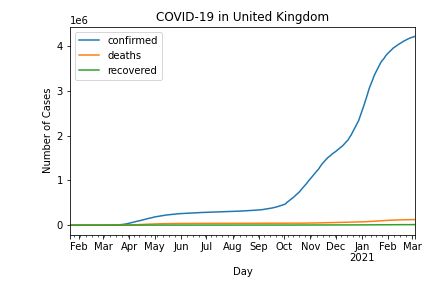 COVID-19 in United Kingdom
1e6
confirmed
deaths
recovered
Number of Cases
4
3
2
1
0
Feb Mar Apr May Jun Jul Aug Sep Oct Nov Dec Jan Feb Mar
2021
Day